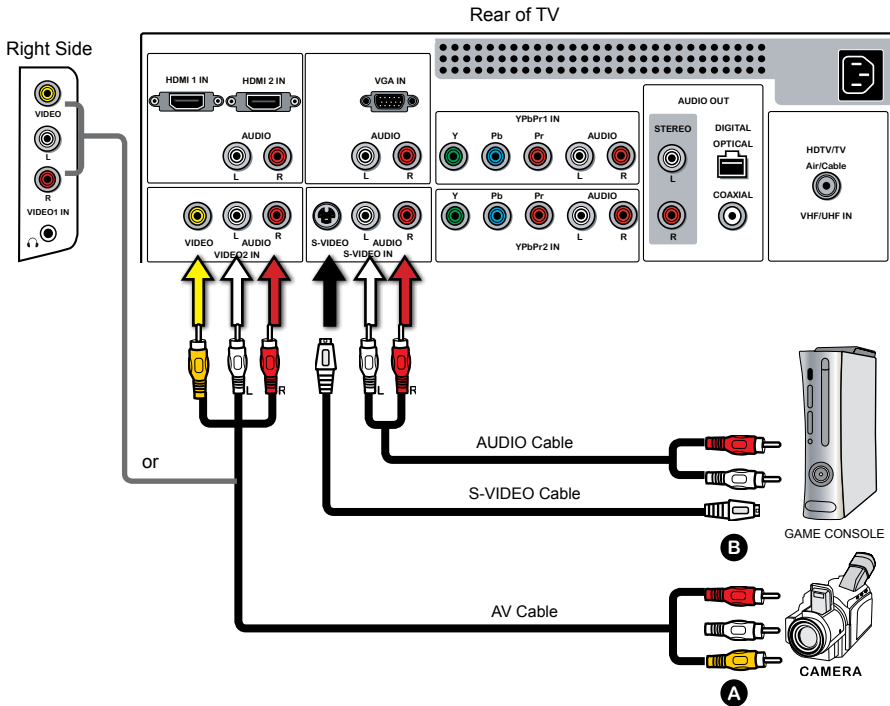 Rear of TV
Right Side
VIDEO
L
R
VIDEO1 IN
HDMI 1 IN
HDMI 2 IN
AUDIO
L
R
VGA IN
AUDIO
L
R
YPbPr1 IN
Y
Pb
Pr
AUDIO
L
R
Y
Pb
Pr
AUDIO
L
R
YPbPr2 IN
AUDIO OUT
STEREO
L
R
DIGITAL
OPTICAL
COAXIAL
HDTV/TV
Air/Cable
VHF/UHF IN
VIDEO
L
AUDIO
R
VIDEO2 IN
S-VIDEO
L
AUDIO
R
S-VIDEO IN
L
R
L
R
or
AUDIO Cable
S-VIDEO Cable
B
GAME CONSOLE
AV Cable
A
CAMERA